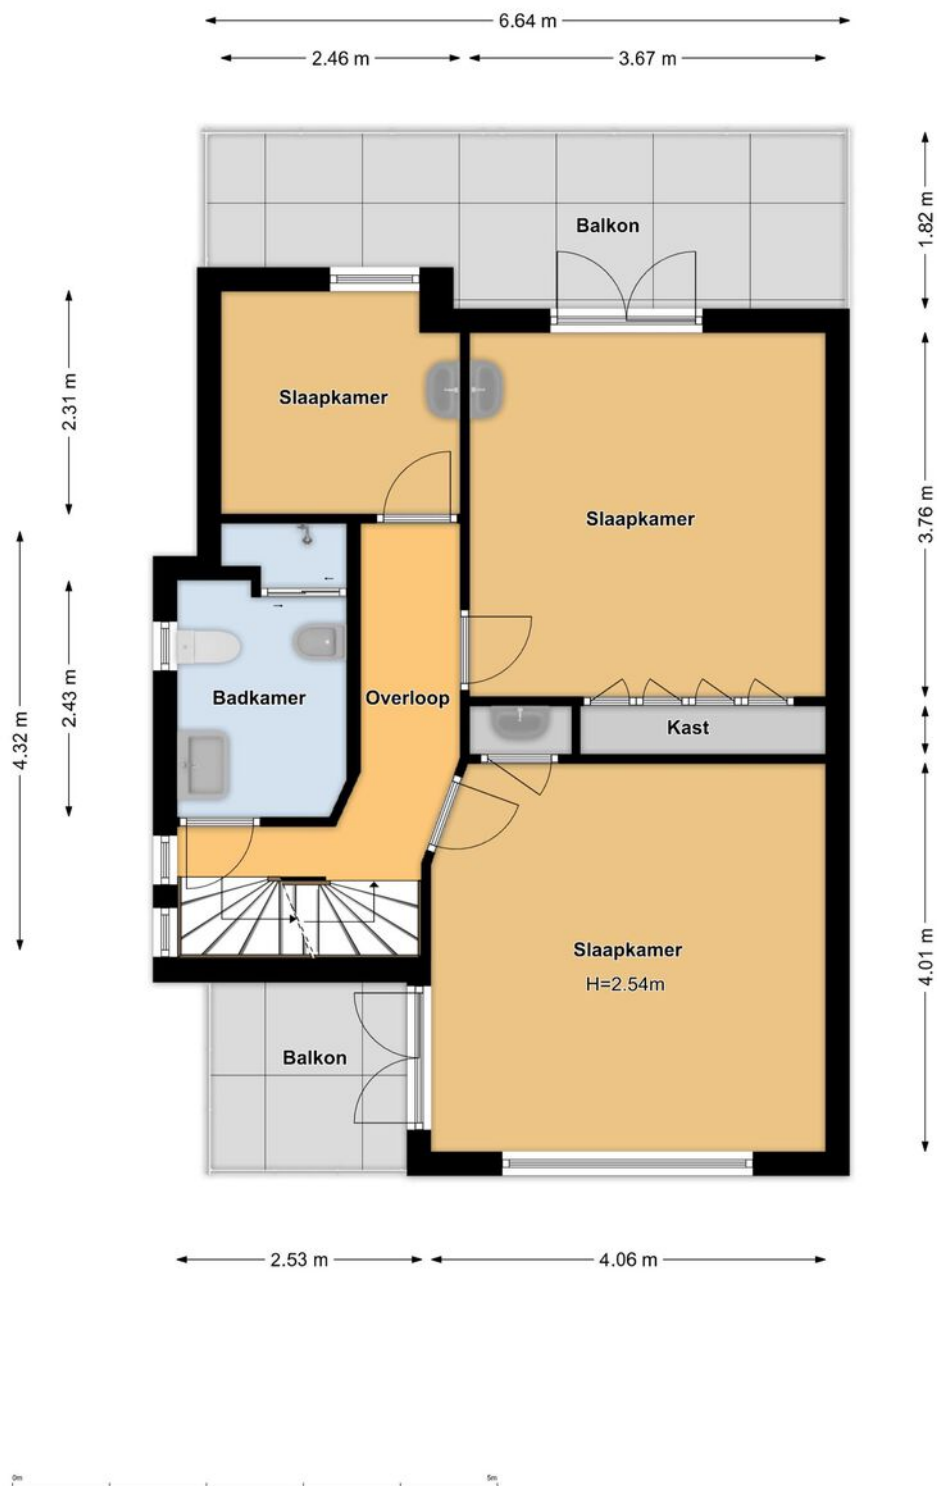 6.64 m
2.46 m
3.67 m
1.82 m
Balkon
2.31 m
Slaapkamer
3.76 m
Slaapkamer
4.32 m
2.43 m
Badkamer
Overloop
Kast
4.01 m
Slaapkamer
H=2.54m
Balkon
2.53 m
4.06 m
0m
5m